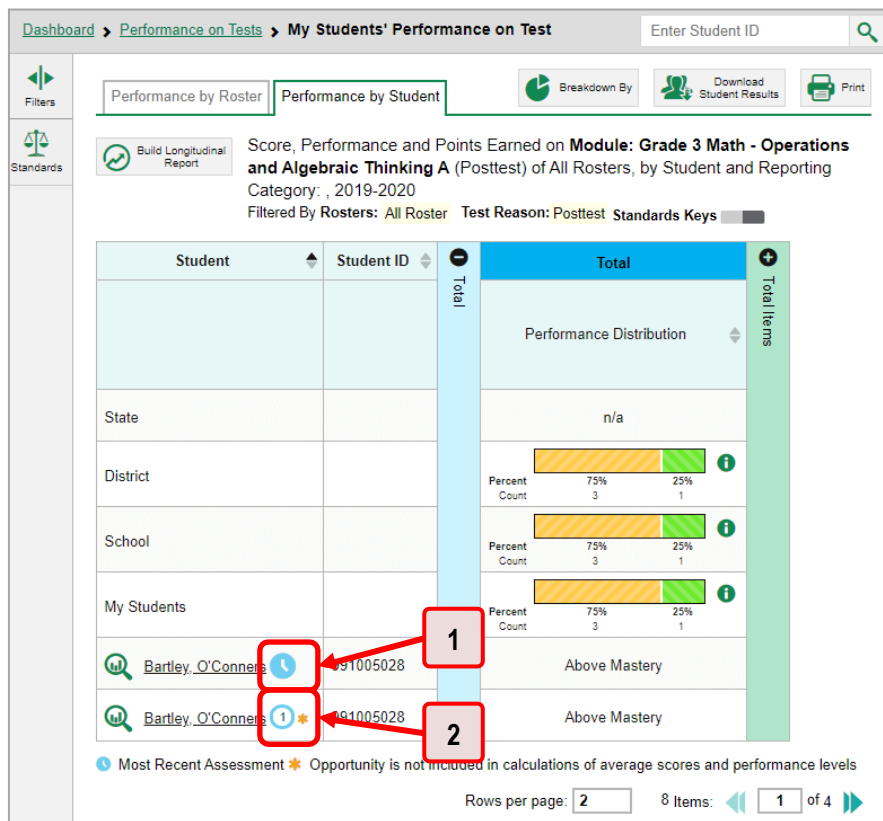 Dashboard › Performance on Tests › My Students' Performance on Test
Enter Student ID
Filters
Standards
Performance by Roster
Performance by Student
Breakdown By
Download
Student Results
Print
Build Longitudinal
Report
Score, Performance and Points Earned on Module: Grade 3 Math - Operations
and Algebraic Thinking A (Posttest) of All Rosters, by Student and Reporting
Category: , 2019-2020
Filtered By Rosters: All Roster Test Reason: Posttest Standards Keys
Student
Student ID
Total
Total
Total Items
Performance Distribution
State
n/a
District
Percent 75% 25%
Count 3 1
School
Percent 75% 25%
Count 3 1
My Students
Percent 75% 25%
Count 3 1
1
Bartley, O'Conners
91005028
Above Mastery
Bartley, O'Conners 1 *
91005028
Above Mastery
2
Most Recent Assessment * Opportunity is not included in calculations of average scores and performance levels
Rows per page: 2 8 Items: 1 of 4